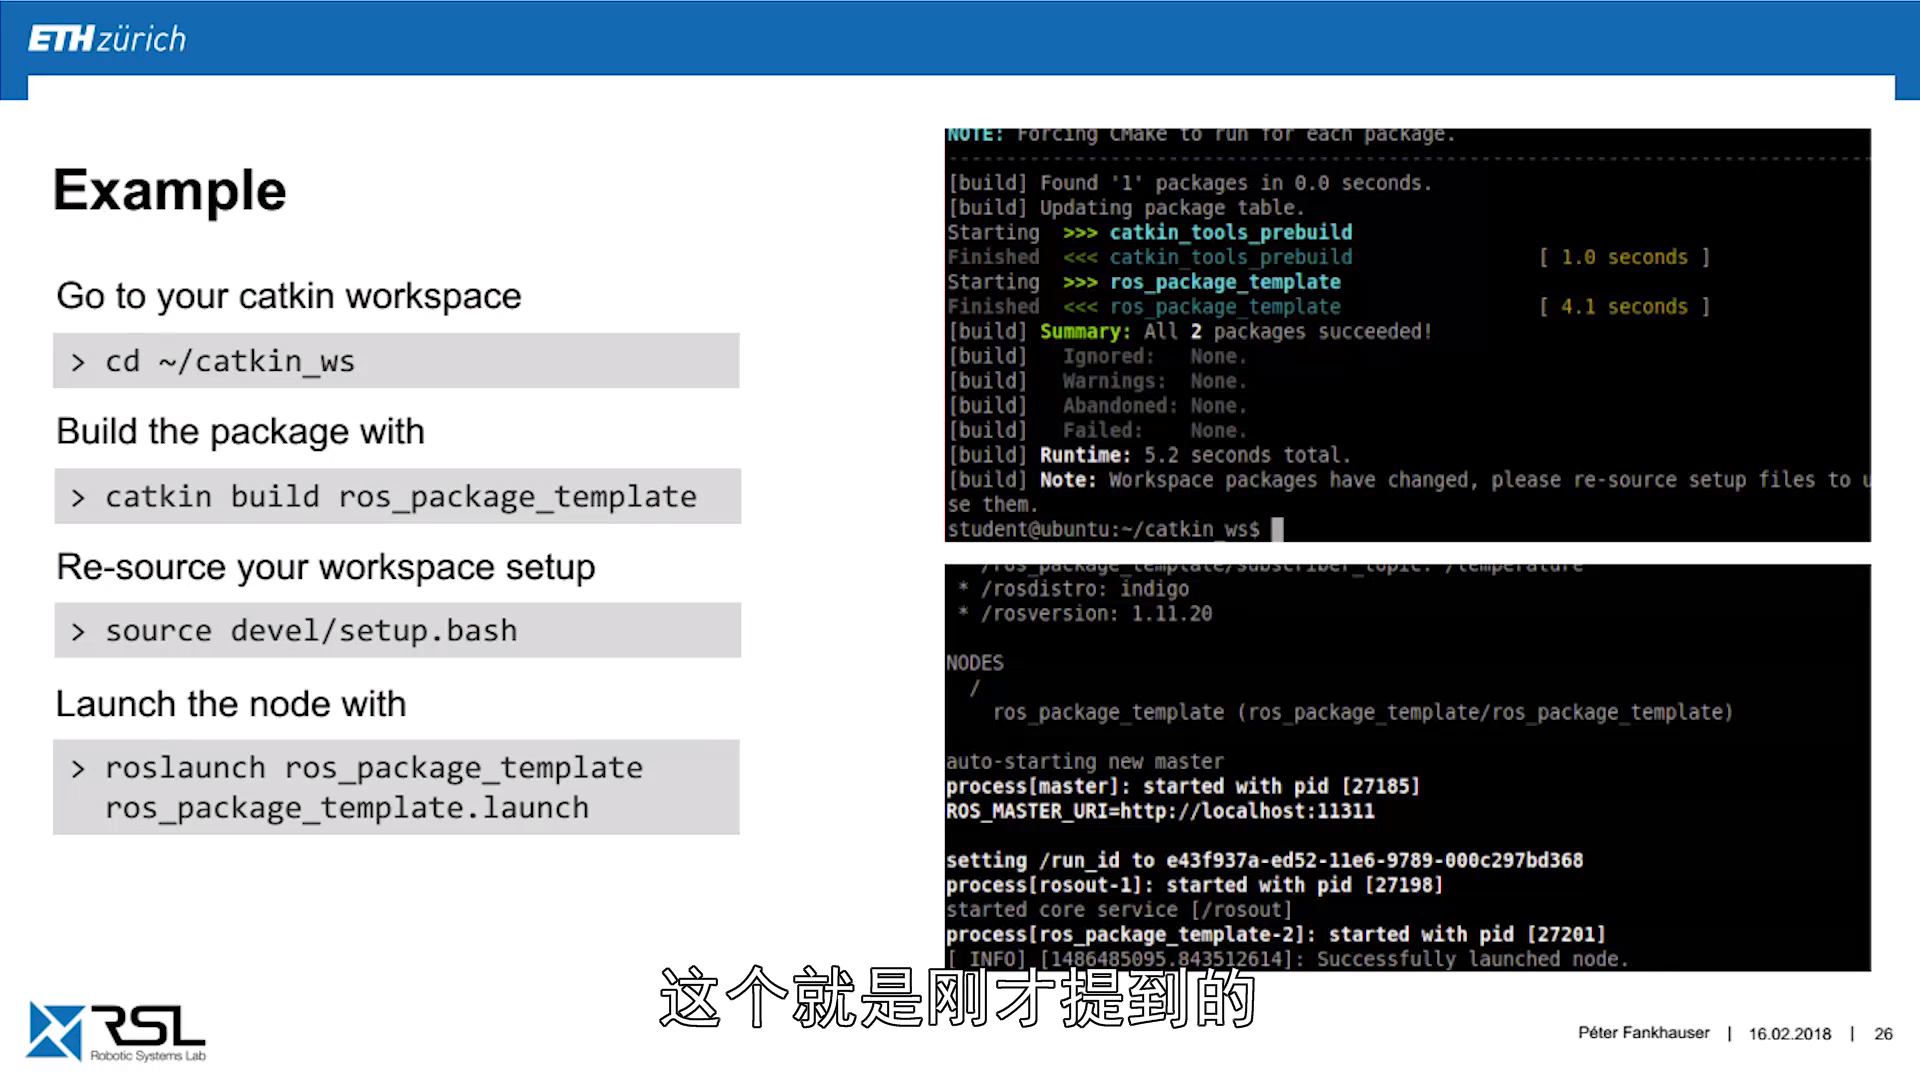 ETH zürich
Example
Go to your catkin workspace
> cd ~/catkin_ws
Build the package with
> catkin build ros_package_template
Re-source your workspace setup
> source devel/setup.bash
Launch the node with
> roslaunch ros_package_template
ros_package_template.launch
NOTE: Forcing CMake to run for each package.
[build] Found '1' packages in 0.0 seconds.
[build] Updating package table.
Starting >>> catkin_tools_prebuild
Finished <<< catkin_tools_prebuild [ 1.0 seconds ]
Starting >>> ros_package_template
Finished <<< ros_package_template [ 4.1 seconds ]
[build] Summary: All 2 packages succeeded!
[build] Ignored: None.
[build] Warnings: None.
[build] Abandoned: None.
[build] Failed: None.
[build] Runtime: 5.2 seconds total.
[build] Note: Workspace packages have changed, please re-source setup files to u
se them.
student@ubuntu:~/catkin_ws$
/ros_package_template/subscriber_topic: /temperature
* /rosdistro: indigo
* /rosversion: 1.11.20
NODES
/
ros_package_template (ros_package_template/ros_package_template)
auto-starting new master
process[master]: started with pid [27185]
ROS_MASTER_URI=http://localhost:11311
setting /run_id to e43f937a-ed52-11e6-9789-000c297bd368
process[rosout-1]: started with pid [27198]
started core service [/rosout]
process[ros_package_template-2]: started with pid [27201]
[ INFO] [1486485095.843512614]: Successfully launched node.
这个就是刚才提到的
RSL
Robotic Systems Lab
Péter Fankhauser | 16.02.2018 | 26